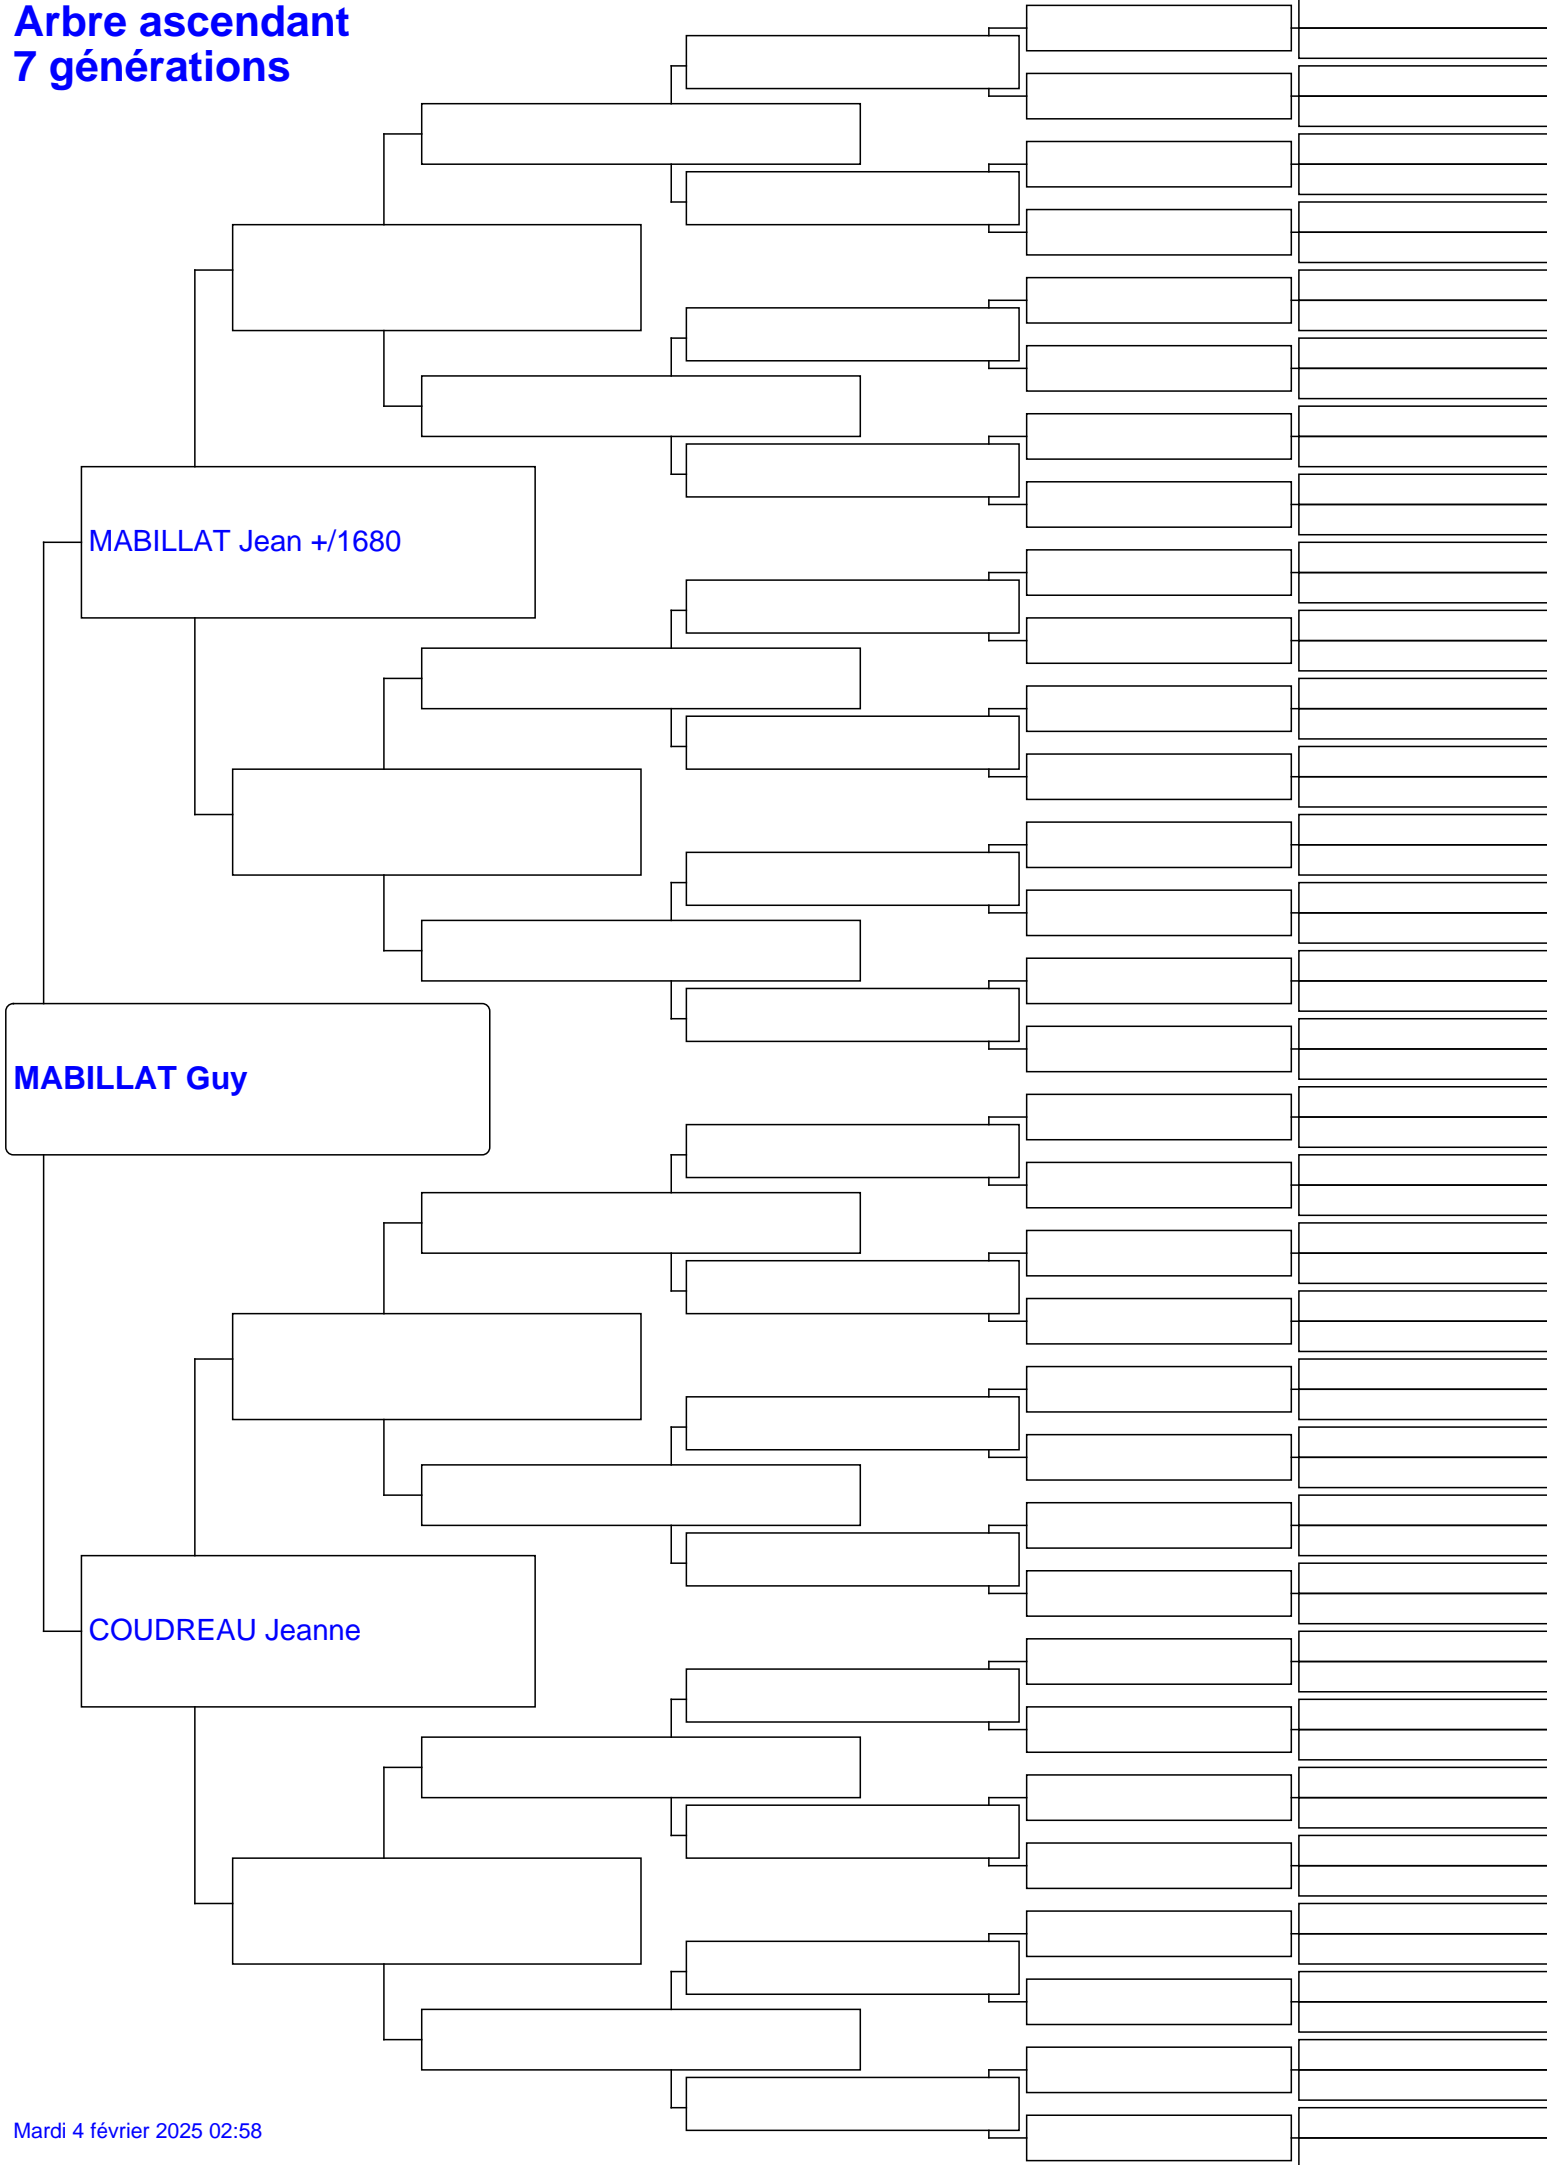 Arbre ascendant
7 générations
MABILLAT Jean +/1680
MABILLAT Guy
COUDREAU Jeanne
Mardi 4 février 2025 02:58